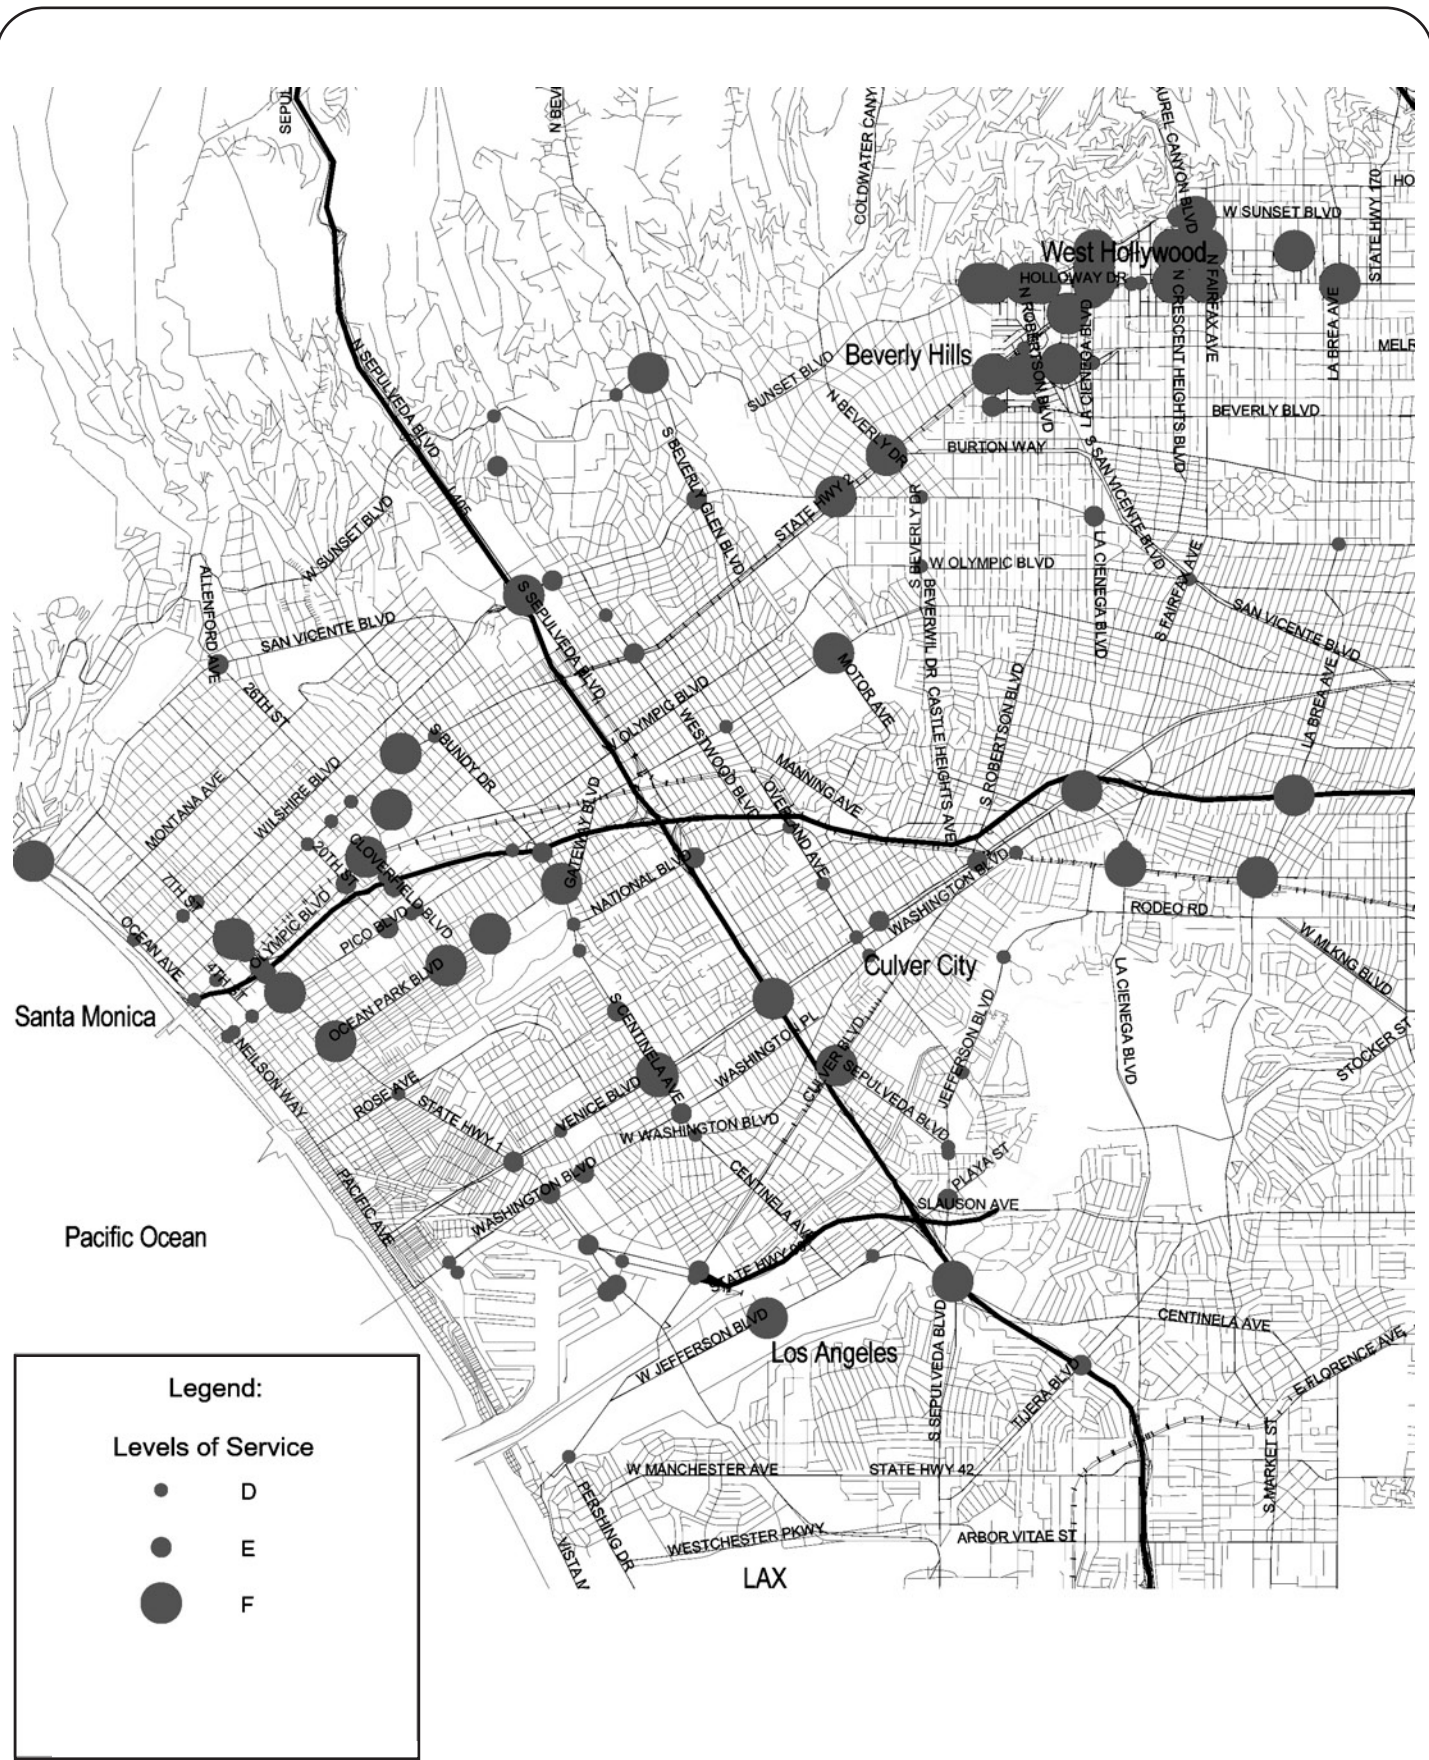 SEPUL
N BEV
COLDWATER CANY
UREL CANYON BLVD
STATE HWY 170
HO
W SUNSET BLVD
West Hollywood
HOLLOWAY DR
N FAIRFAX AVE
N CRESCENT HEIGHTS BLVD
N ROBERTSON BLVD
LA CIENEGA BLVD
LA BREA AVE
MELR
N SEPULVEDA BLVD
Beverly Hills
SUNSET BLVD
N BEVERLY DR
BEVERLY BLVD
BURTON WAY
S BEVERLY GLEN BLVD
I-405
STATE HWY 2
S SAN VICENTE BLVD
S BEVERLY DR
W SUNSET BLVD
W OLYMPIC BLVD
LA CIENEGA BLVD
S FAIRFAX AVE
ALLENFORD AVE
SAN VICENTE BLVD
S SEPULVEDA BLVD
BEVERWIL DR
SAN VICENTE BLVD
26TH ST
MOTOR AVE
CASTLE HEIGHTS AVE
S ROBERTSON BLVD
LA BREA AVE
W OLYMPIC BLVD
WESTWOOD BLVD
S BUNDY DR
MANNING AVE
OVERLAND AVE
MONTANA AVE
WILSHIRE BLVD
GATEWAY BLVD
CLOVERFIELD BLVD
20TH ST
7TH ST
NATIONAL BLVD
WASHINGTON BLVD
RODEO RD
OCEAN AVE
OLYMPIC BLVD
PICO BLVD
W MLKNG BLVD
4TH ST
OCEAN PARK BLVD
Culver City
LA CIENEGA BLVD
Santa Monica
S CENTINELA AVE
WASHINGTON PL
CULVER BLVD
JEFFERSON BLVD
STOCKER ST
NEILSON WAY
ROSE AVE
STATE HWY 1
VENICE BLVD
SEPULVEDA BLVD
W WASHINGTON BLVD
PLAYA ST
PACIFIC AVE
WASHINGTON BLVD
CENTINELA AVE
SLAUSON AVE
Pacific Ocean
STATE HWY 90
W JEFFERSON BLVD
S SEPULVEDA BLVD
CENTINELA AVE
Los Angeles
TIJERA BLVD
E FLORENCE AVE
W MANCHESTER AVE
STATE HWY 42
S MARKET ST
PERSHING DR
WESTCHESTER PKWY
ARBOR VITAE ST
VISTA
LAX
Legend:
Levels of Service
D
E
F